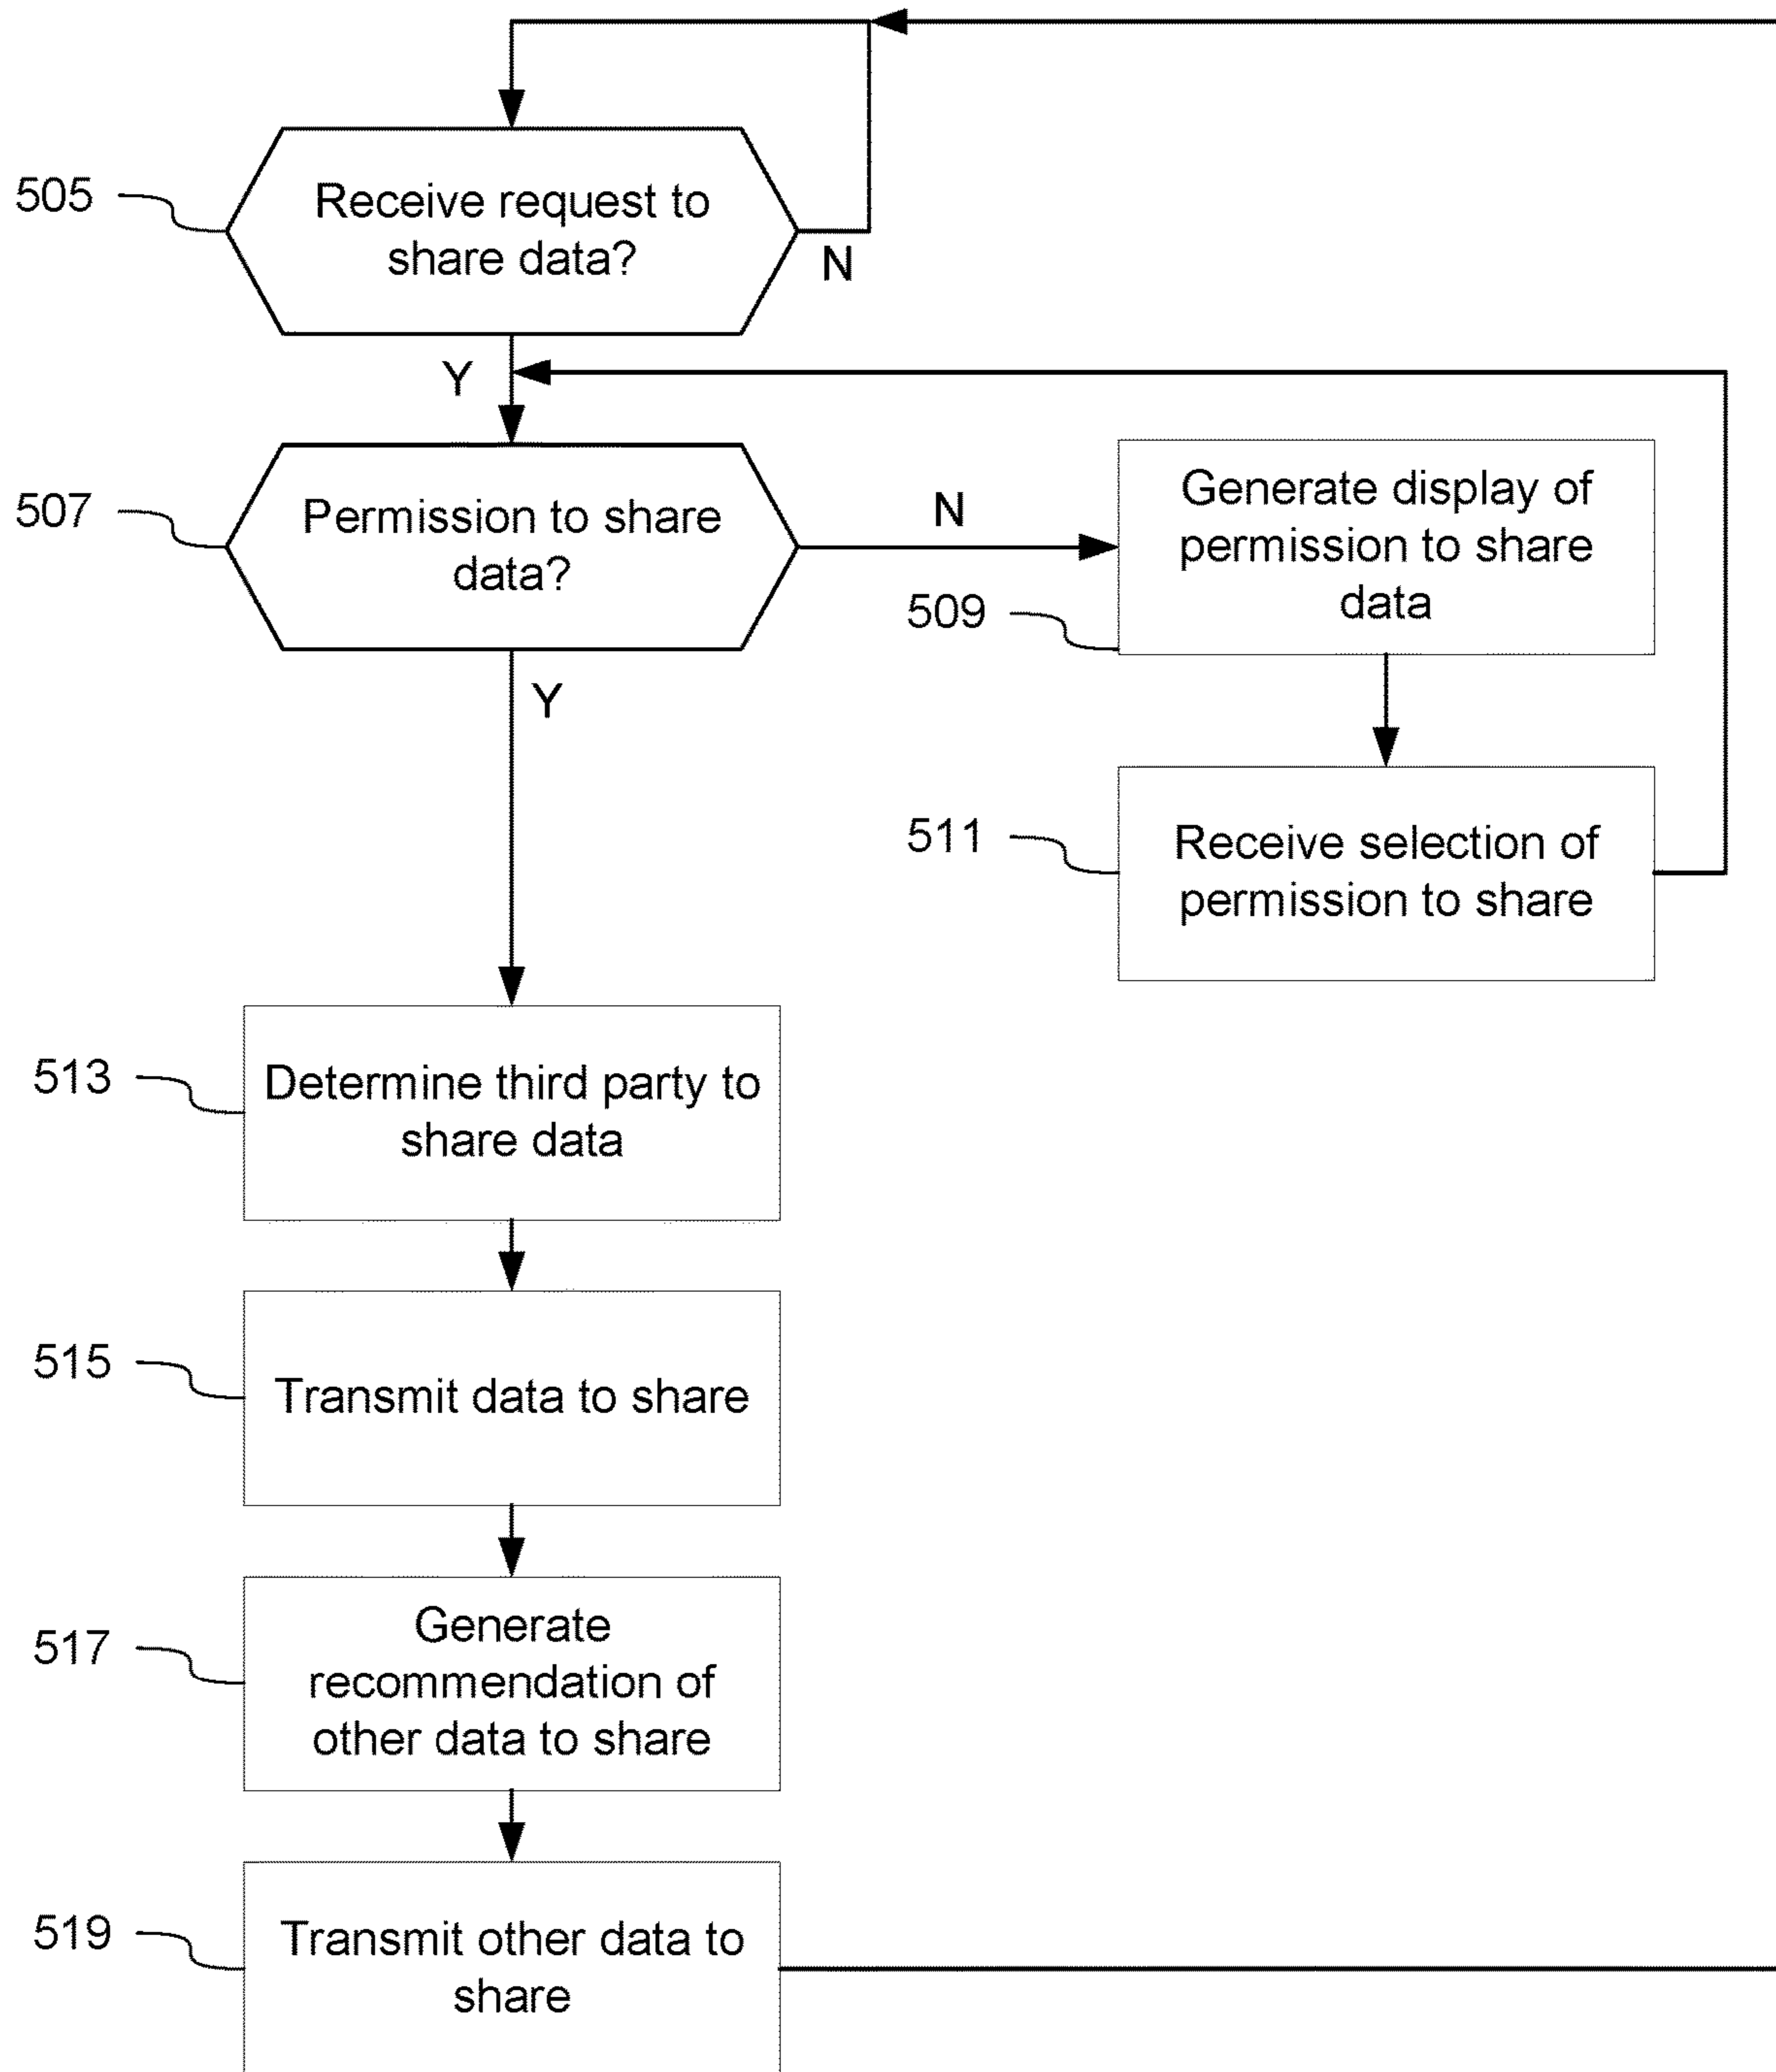 505
Receive request to
share data?
N
Y
507
Permission to share
data?
N
Generate display of
permission to share
data
509
Y
511
Receive selection of
permission to share
513
Determine third party to
share data
515
Transmit data to share
517
Generate
recommendation of
other data to share
519
Transmit other data to
share